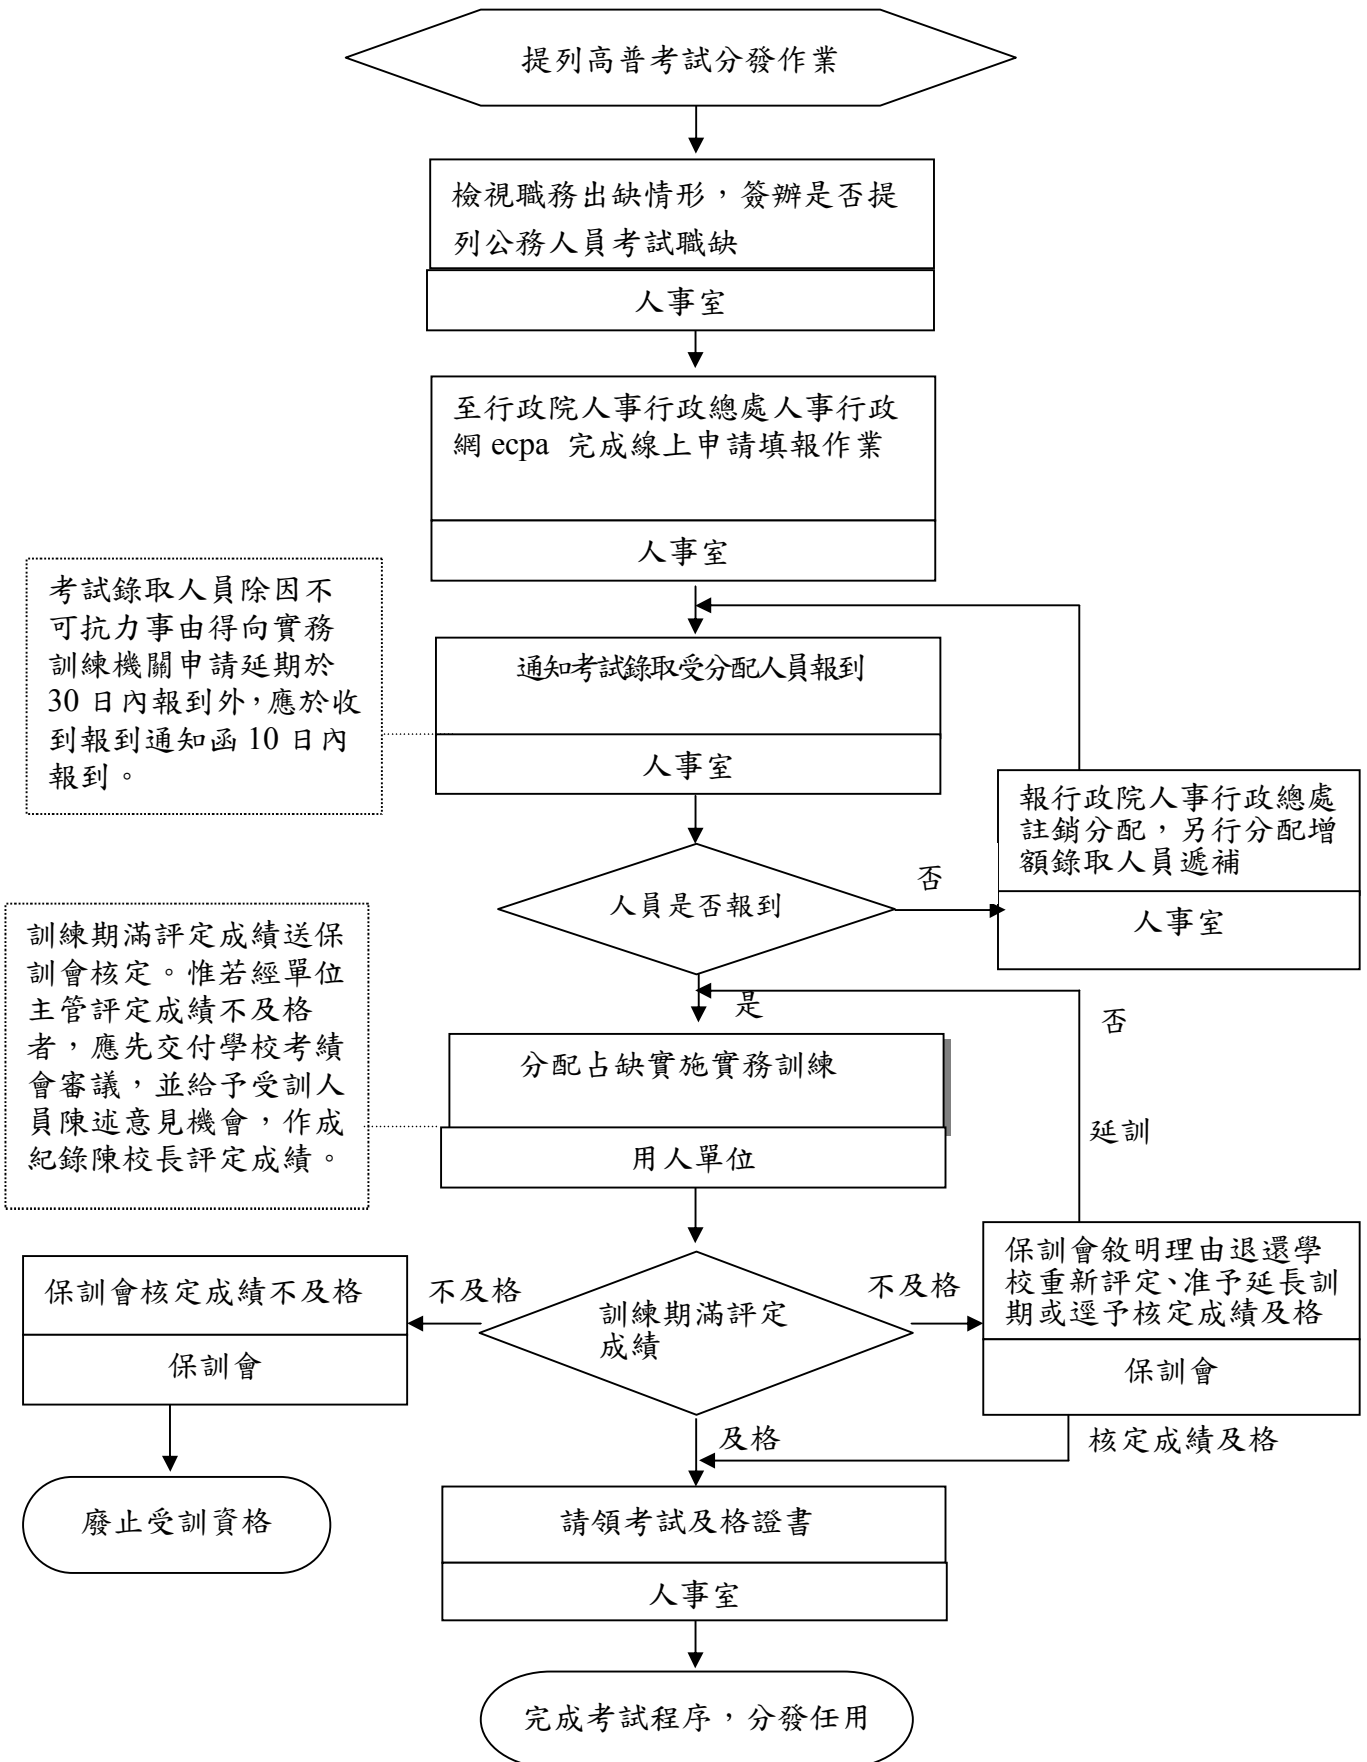 提列高普考試分發作業
檢視職務出缺情形，簽辦是否提
列公務人員考試職缺
人事室
至行政院人事行政總處人事行政
網 ecpa 完成線上申請填報作業
人事室
考試錄取人員除因不
可抗力事由得向實務
訓練機關申請延期於
30 日內報到外，應於收
到報到通知函 10 日內
報到。
通知考試錄取受分配人員報到
人事室
報行政院人事行政總處
註銷分配，另行分配增
額錄取人員遞補
人事室
人員是否報到
否
是
訓練期滿評定成績送保
訓會核定。惟若經單位
主管評定成績不及格
者，應先交付學校考績
會審議，並給予受訓人
員陳述意見機會，作成
紀錄陳校長評定成績。
分配占缺實施實務訓練
用人單位
否
延訓
保訓會核定成績不及格
保訓會
不及格
訓練期滿評定
成績
不及格
保訓會敘明理由退還學
校重新評定、准予延長訓
期或逕予核定成績及格
保訓會
及格
核定成績及格
廢止受訓資格
請領考試及格證書
人事室
完成考試程序，分發任用